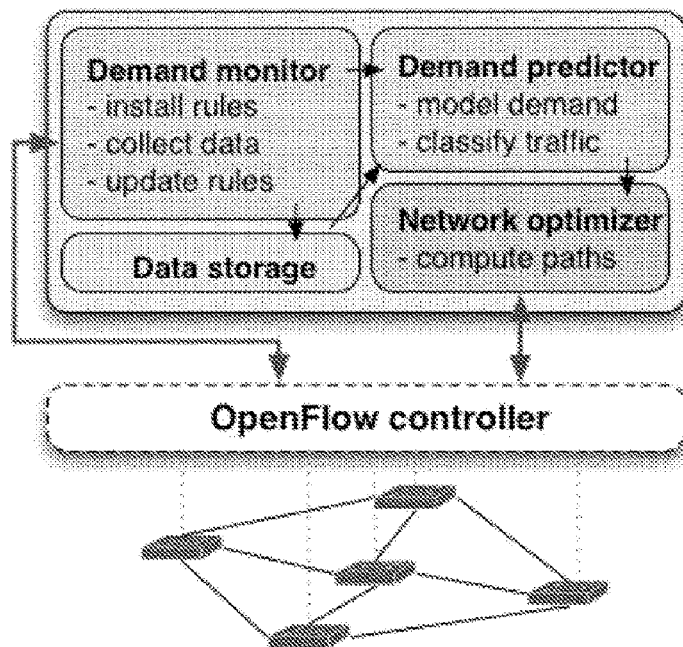 Demand monitor
- install rules
- collect data
- update rules
Data storage
Demand predictor
- model demand
- classify traffic
Network optimizer
- compute paths
OpenFlow controller